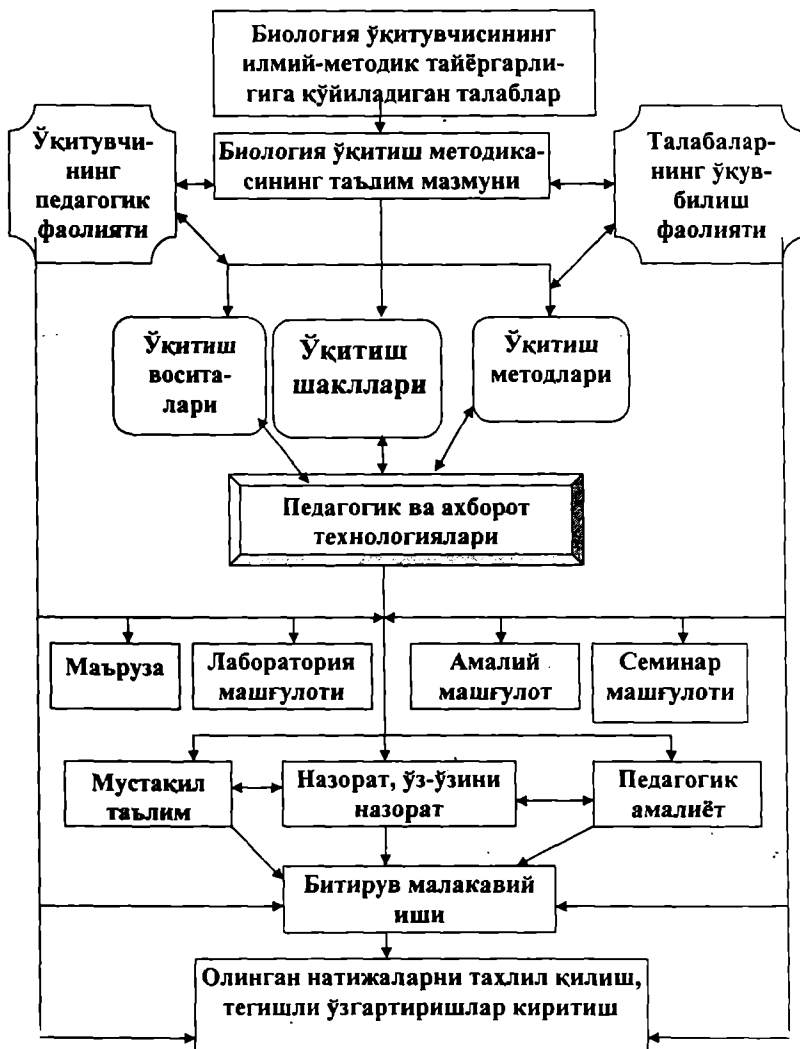 Биология ўқитувчисининг
илмий-методик тайёргарли-
гига қўйиладиган талаблар
Ўқитувчи-
нинг
педагогик
фаолияти
Биология ўқитиш методика-
сининг таълим мазмуни
Талабалар-
нинг ўқув-
билиш
фаолияти
Ўқитиш
восита-
лари
Ўқитиш
шакллари
Ўқитиш
методлари
Педагогик ва ахборот
технологиялари
Маъруза
Лаборатория
машғулоти
Амалий
машғулот
Семинар
машғулоти
Мустақил
таълим
Назорат, ўз-ўзини
назорат
Педагогик
амалиёт
Битирув малакавий
иши
Олинган натижаларни таҳлил қилиш,
тегишли ўзгартиришлар киритиш